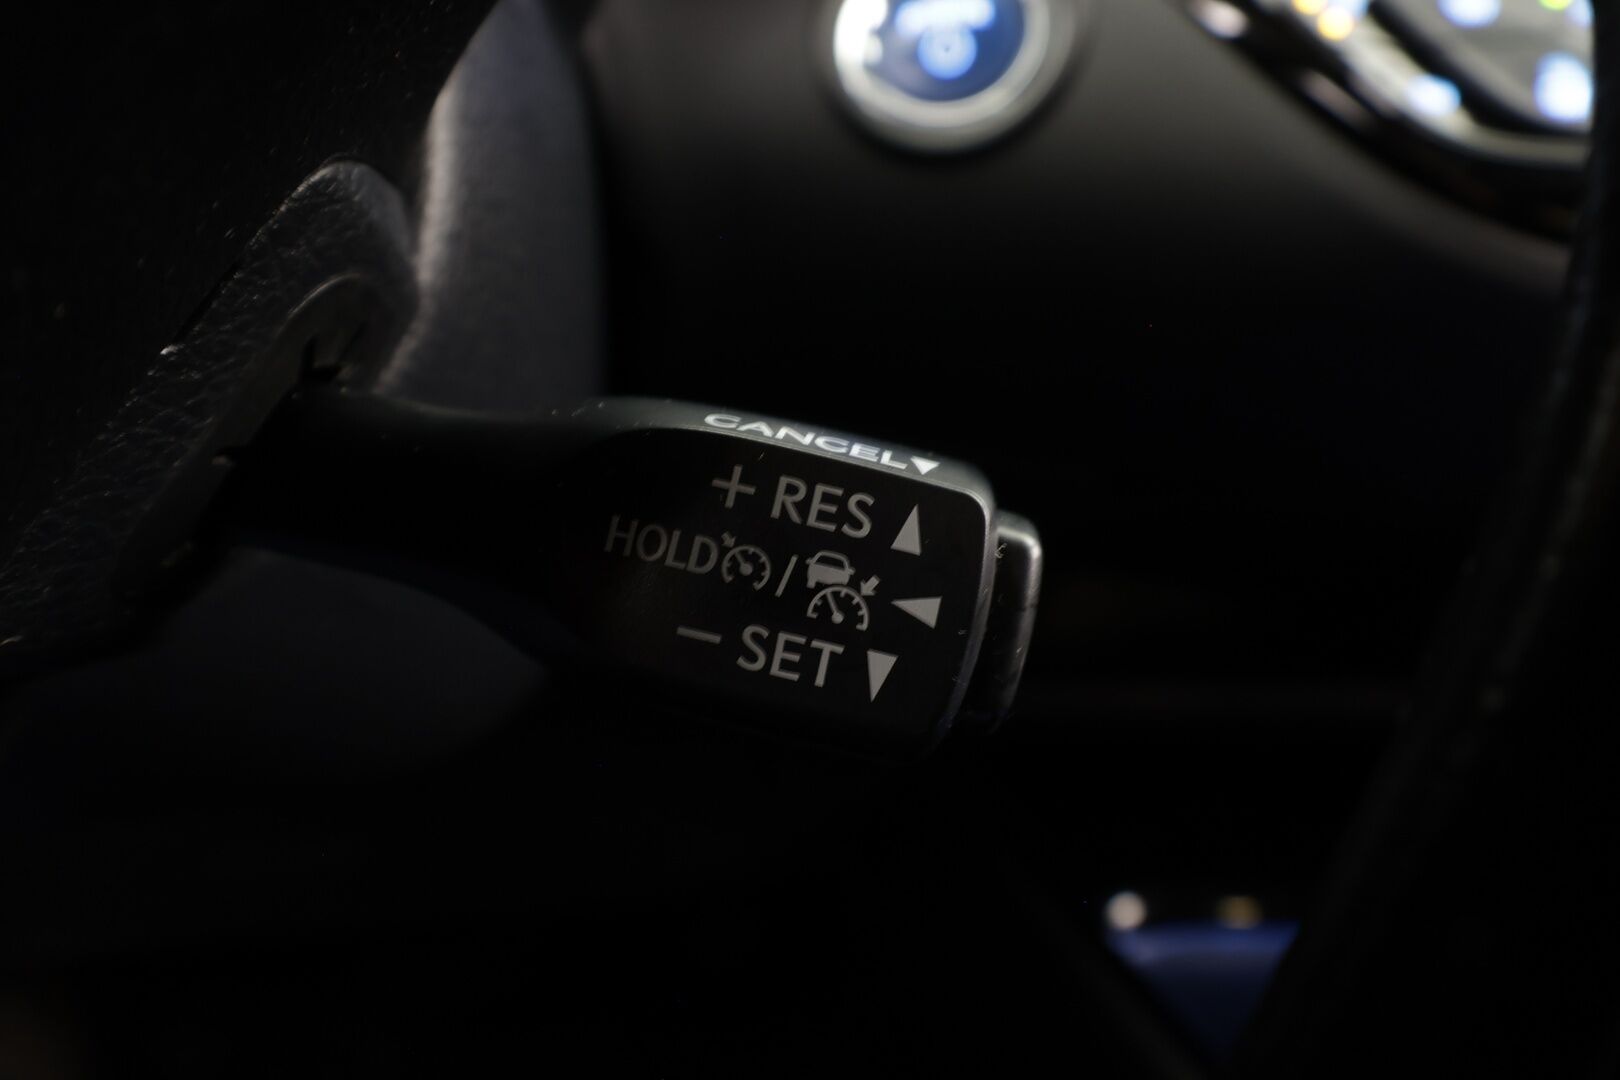 CANCEL▼
+ RES ▲
HOLD / ◀
− SET ▼